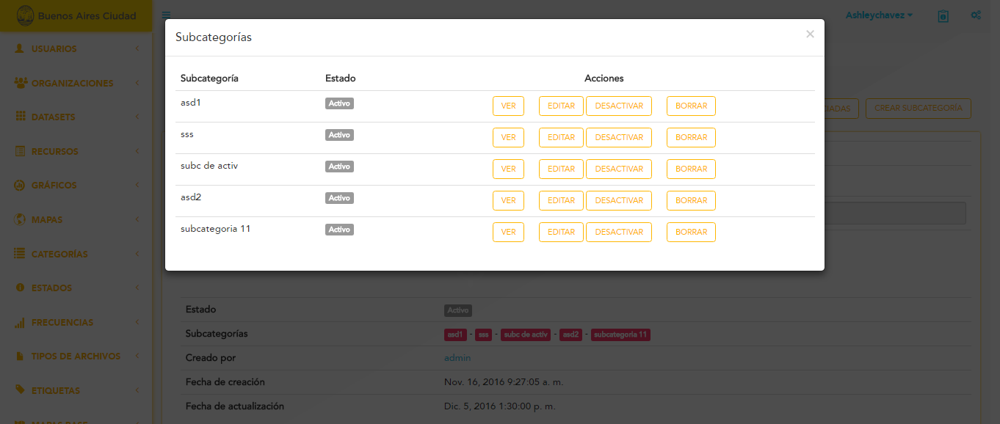 Buenos Aires Ciudad
Ashleychavez
USUARIOS
ORGANIZACIONES
DATASETS
RECURSOS
GRÁFICOS
MAPAS
CATEGORÍAS
ESTADOS
FRECUENCIAS
TIPOS DE ARCHIVOS
ETIQUETAS
MAPAS BASE
Subcategorías ×
Subcategoría Estado Acciones
asd1 Activo VER EDITAR DESACTIVAR BORRAR
sss Activo VER EDITAR DESACTIVAR BORRAR
subc de activ Activo VER EDITAR DESACTIVAR BORRAR
asd2 Activo VER EDITAR DESACTIVAR BORRAR
subcategoria 11 Activo VER EDITAR DESACTIVAR BORRAR
CIADAS CREAR SUBCATEGORÍA
Estado Activo
Subcategorías asd1 - sss - subc de activ - asd2 - subcategoria 11
Creado por admin
Fecha de creación Nov. 16, 2016 9:27:05 a. m.
Fecha de actualización Dic. 5, 2016 1:30:00 p. m.